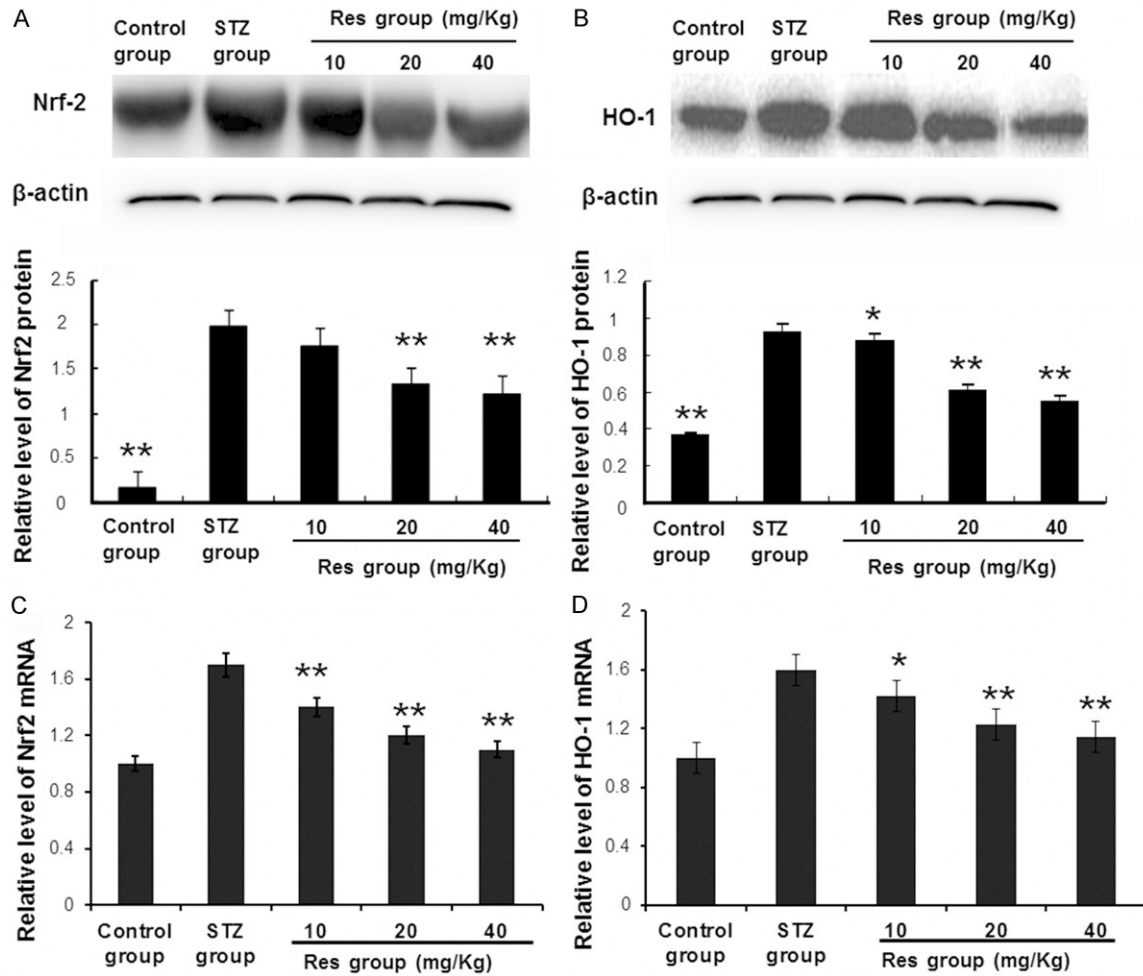 A
Control
group
STZ
group
Res group (mg/Kg)
10 20 40
Nrf-2
β-actin
Relative level of Nrf2 protein
2.5
2
1.5
1
0.5
0
**
** **
Control
group
STZ
group
10 20 40
Res group (mg/Kg)
B
Control
group
STZ
group
Res group (mg/Kg)
10 20 40
HO-1
β-actin
Relative level of HO-1 protein
1.2
1
0.8
0.6
0.4
0.2
0
**
*
**
**
Control
group
STZ
group
10 20 40
Res group (mg/Kg)
C
Relative level of Nrf2 mRNA
2
1.6
1.2
0.8
0.4
0
**
**
**
Control
group
STZ
group
10 20 40
Res group (mg/Kg)
D
Relative level of HO-1 mRNA
2
1.6
1.2
0.8
0.4
0
*
**
**
Control
group
STZ
group
10 20 40
Res group (mg/Kg)